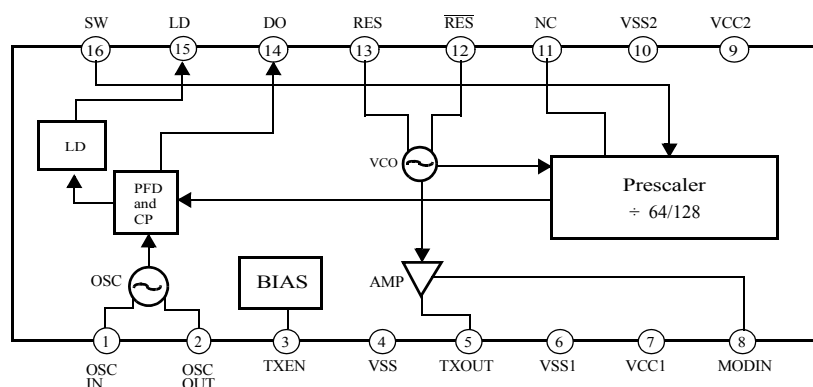 SW LD DO RES R̅E̅S̅ NC VSS2 VCC2
16 15 14 13 12 11 10 9
LD
VCO
PFD
and
CP
Prescaler
÷ 64/128
OSC
BIAS
AMP
1 2 3 4 5 6 7 8
OSC
IN
OSC
OUT
TXEN VSS TXOUT VSS1 VCC1 MODIN